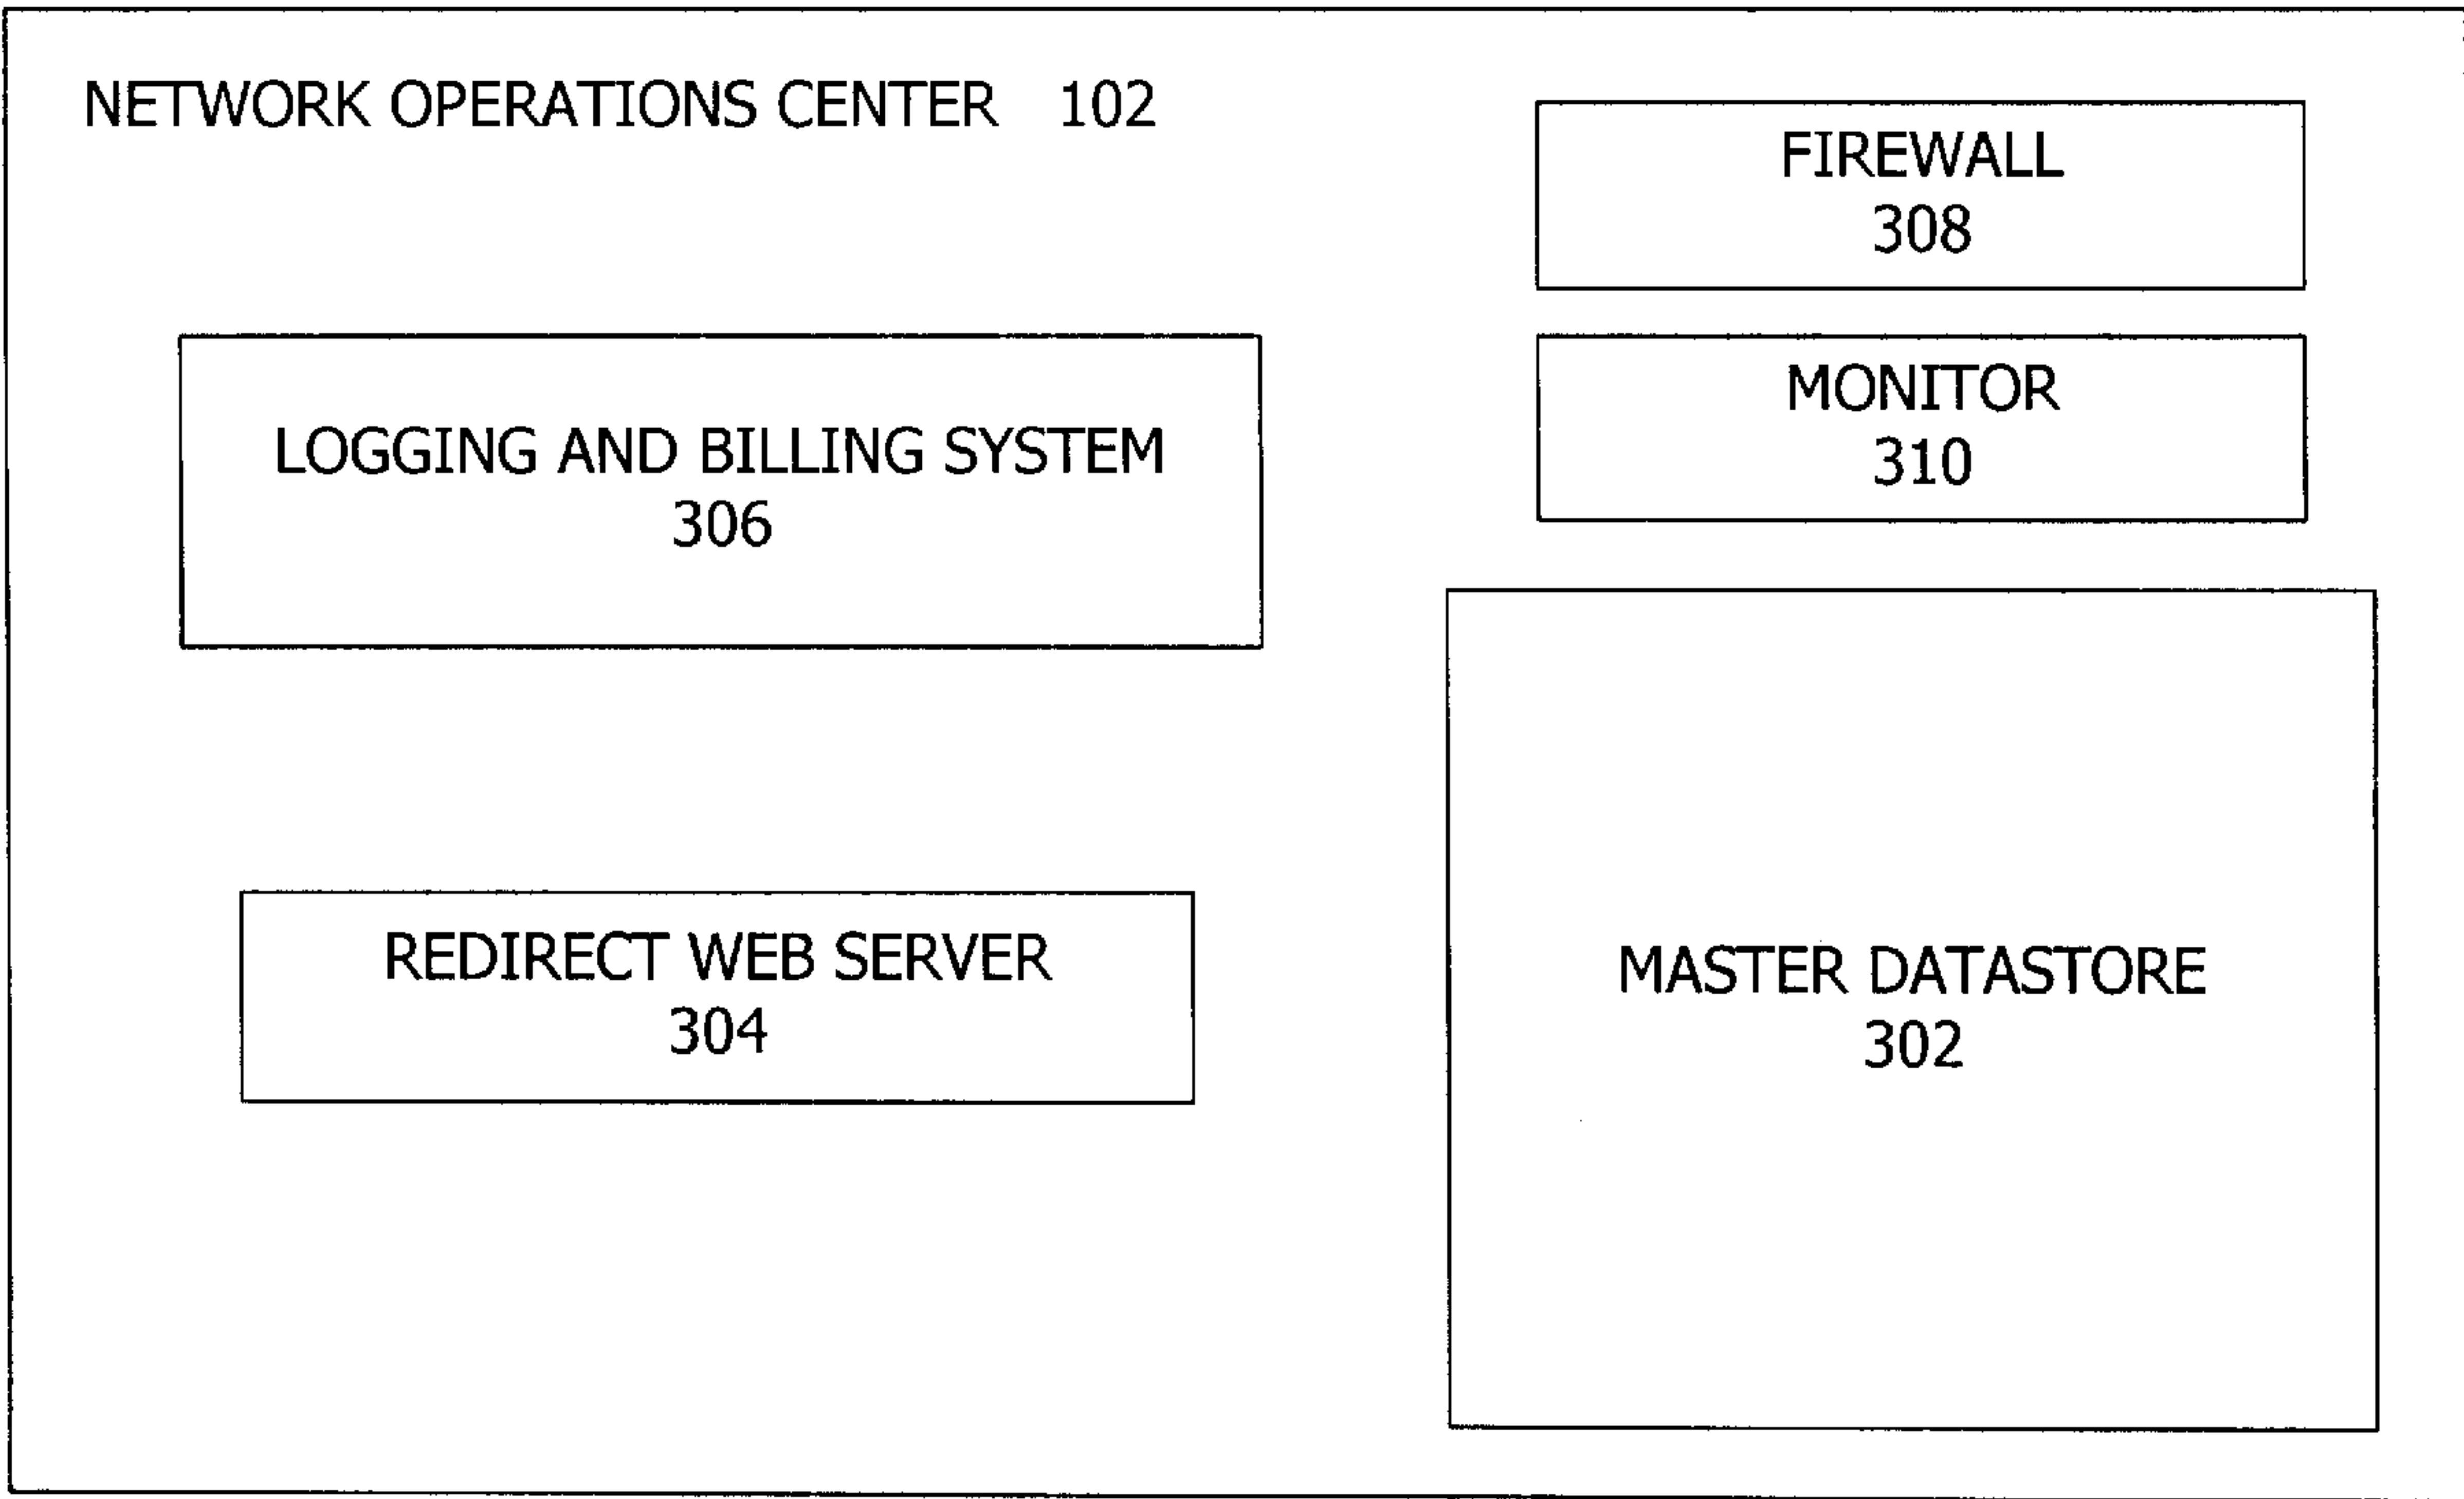 NETWORK OPERATIONS CENTER 102
FIREWALL
308
MONITOR
310
LOGGING AND BILLING SYSTEM
306
REDIRECT WEB SERVER
304
MASTER DATASTORE
302